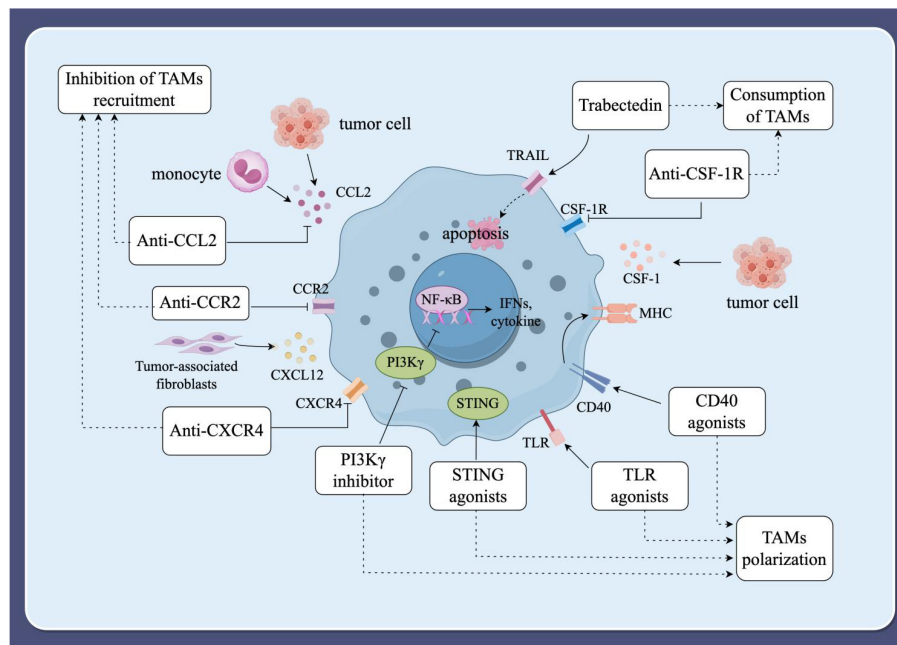 Inhibition of TAMs
recruitment
tumor cell
monocyte
CCL2
Anti-CCL2
Anti-CCR2
CCR2
Tumor-associated
fibroblasts
CXCL12
CXCR4
Anti-CXCR4
Trabectedin
Consumption
of TAMs
TRAIL
Anti-CSF-1R
CSF-1R
apoptosis
CSF-1
tumor cell
NF-κB
IFNs,
cytokine
MHC
PI3Kγ
STING
CD40
TLR
CD40
agonists
PI3Kγ
inhibitor
STING
agonists
TLR
agonists
TAMs
polarization